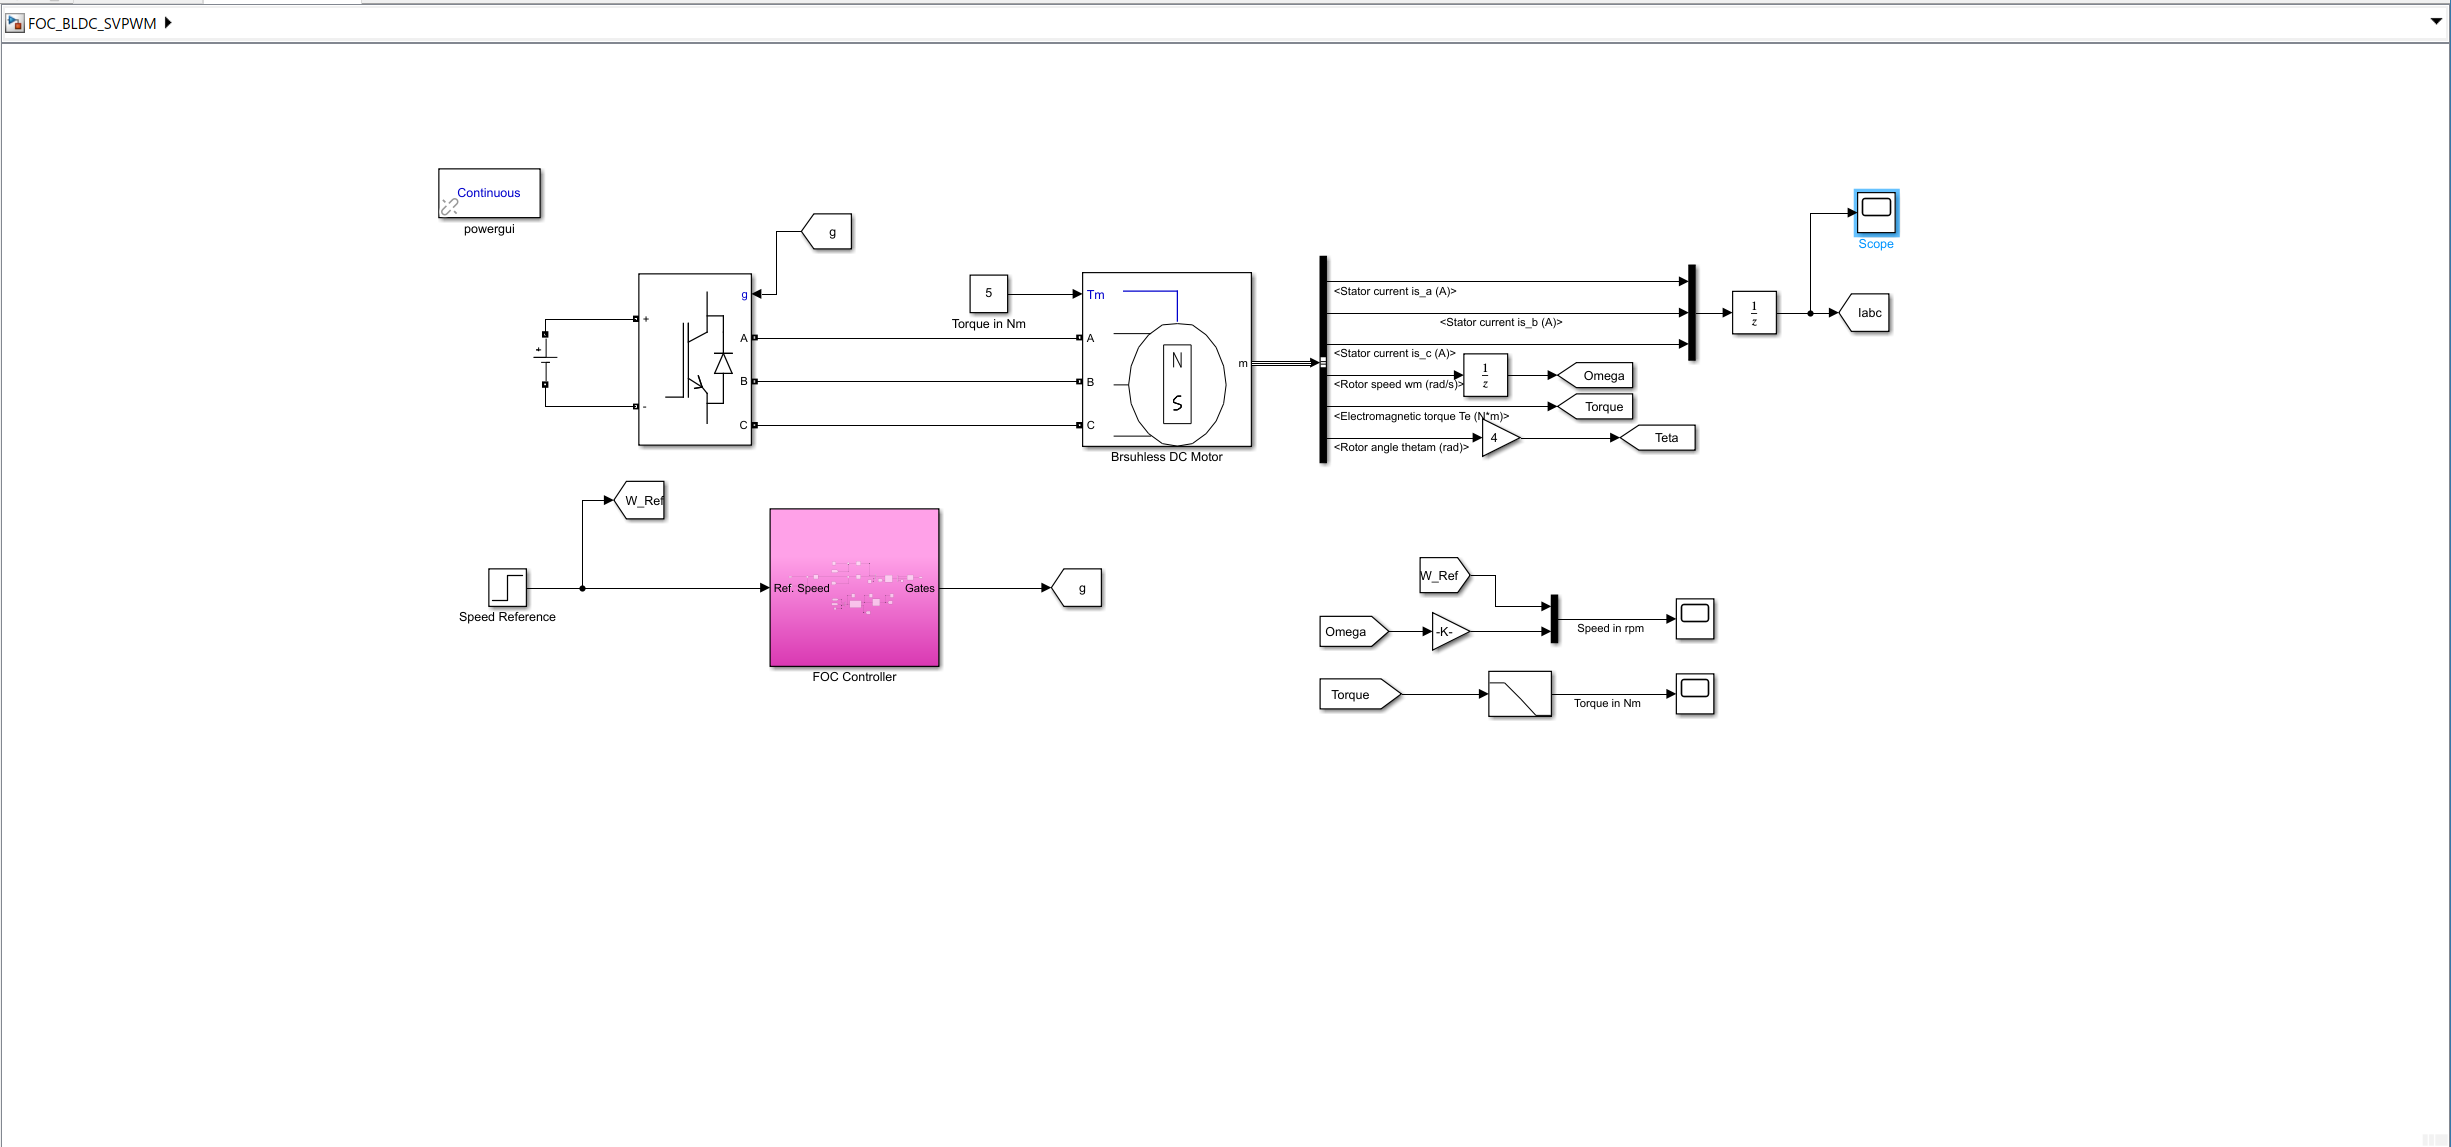 FOC_BLDC_SVPWM
Continuous
powergui
g
Scope
5
Torque in Nm
g
+
A
B
-
C
Tm
A
B
C
N
S
m
Brsuhless DC Motor
<Stator current is_a (A)>
<Stator current is_b (A)>
<Stator current is_c (A)>
<Rotor speed wm (rad/s)>
<Electromagnetic torque Te (N*m)>
<Rotor angle thetam (rad)>
1
z
Iabc
1
z
Omega
Torque
4
Teta
W_Ref
Speed Reference
Ref. Speed
Gates
FOC Controller
g
W_Ref
Omega
-K-
Speed in rpm
Torque
Torque in Nm